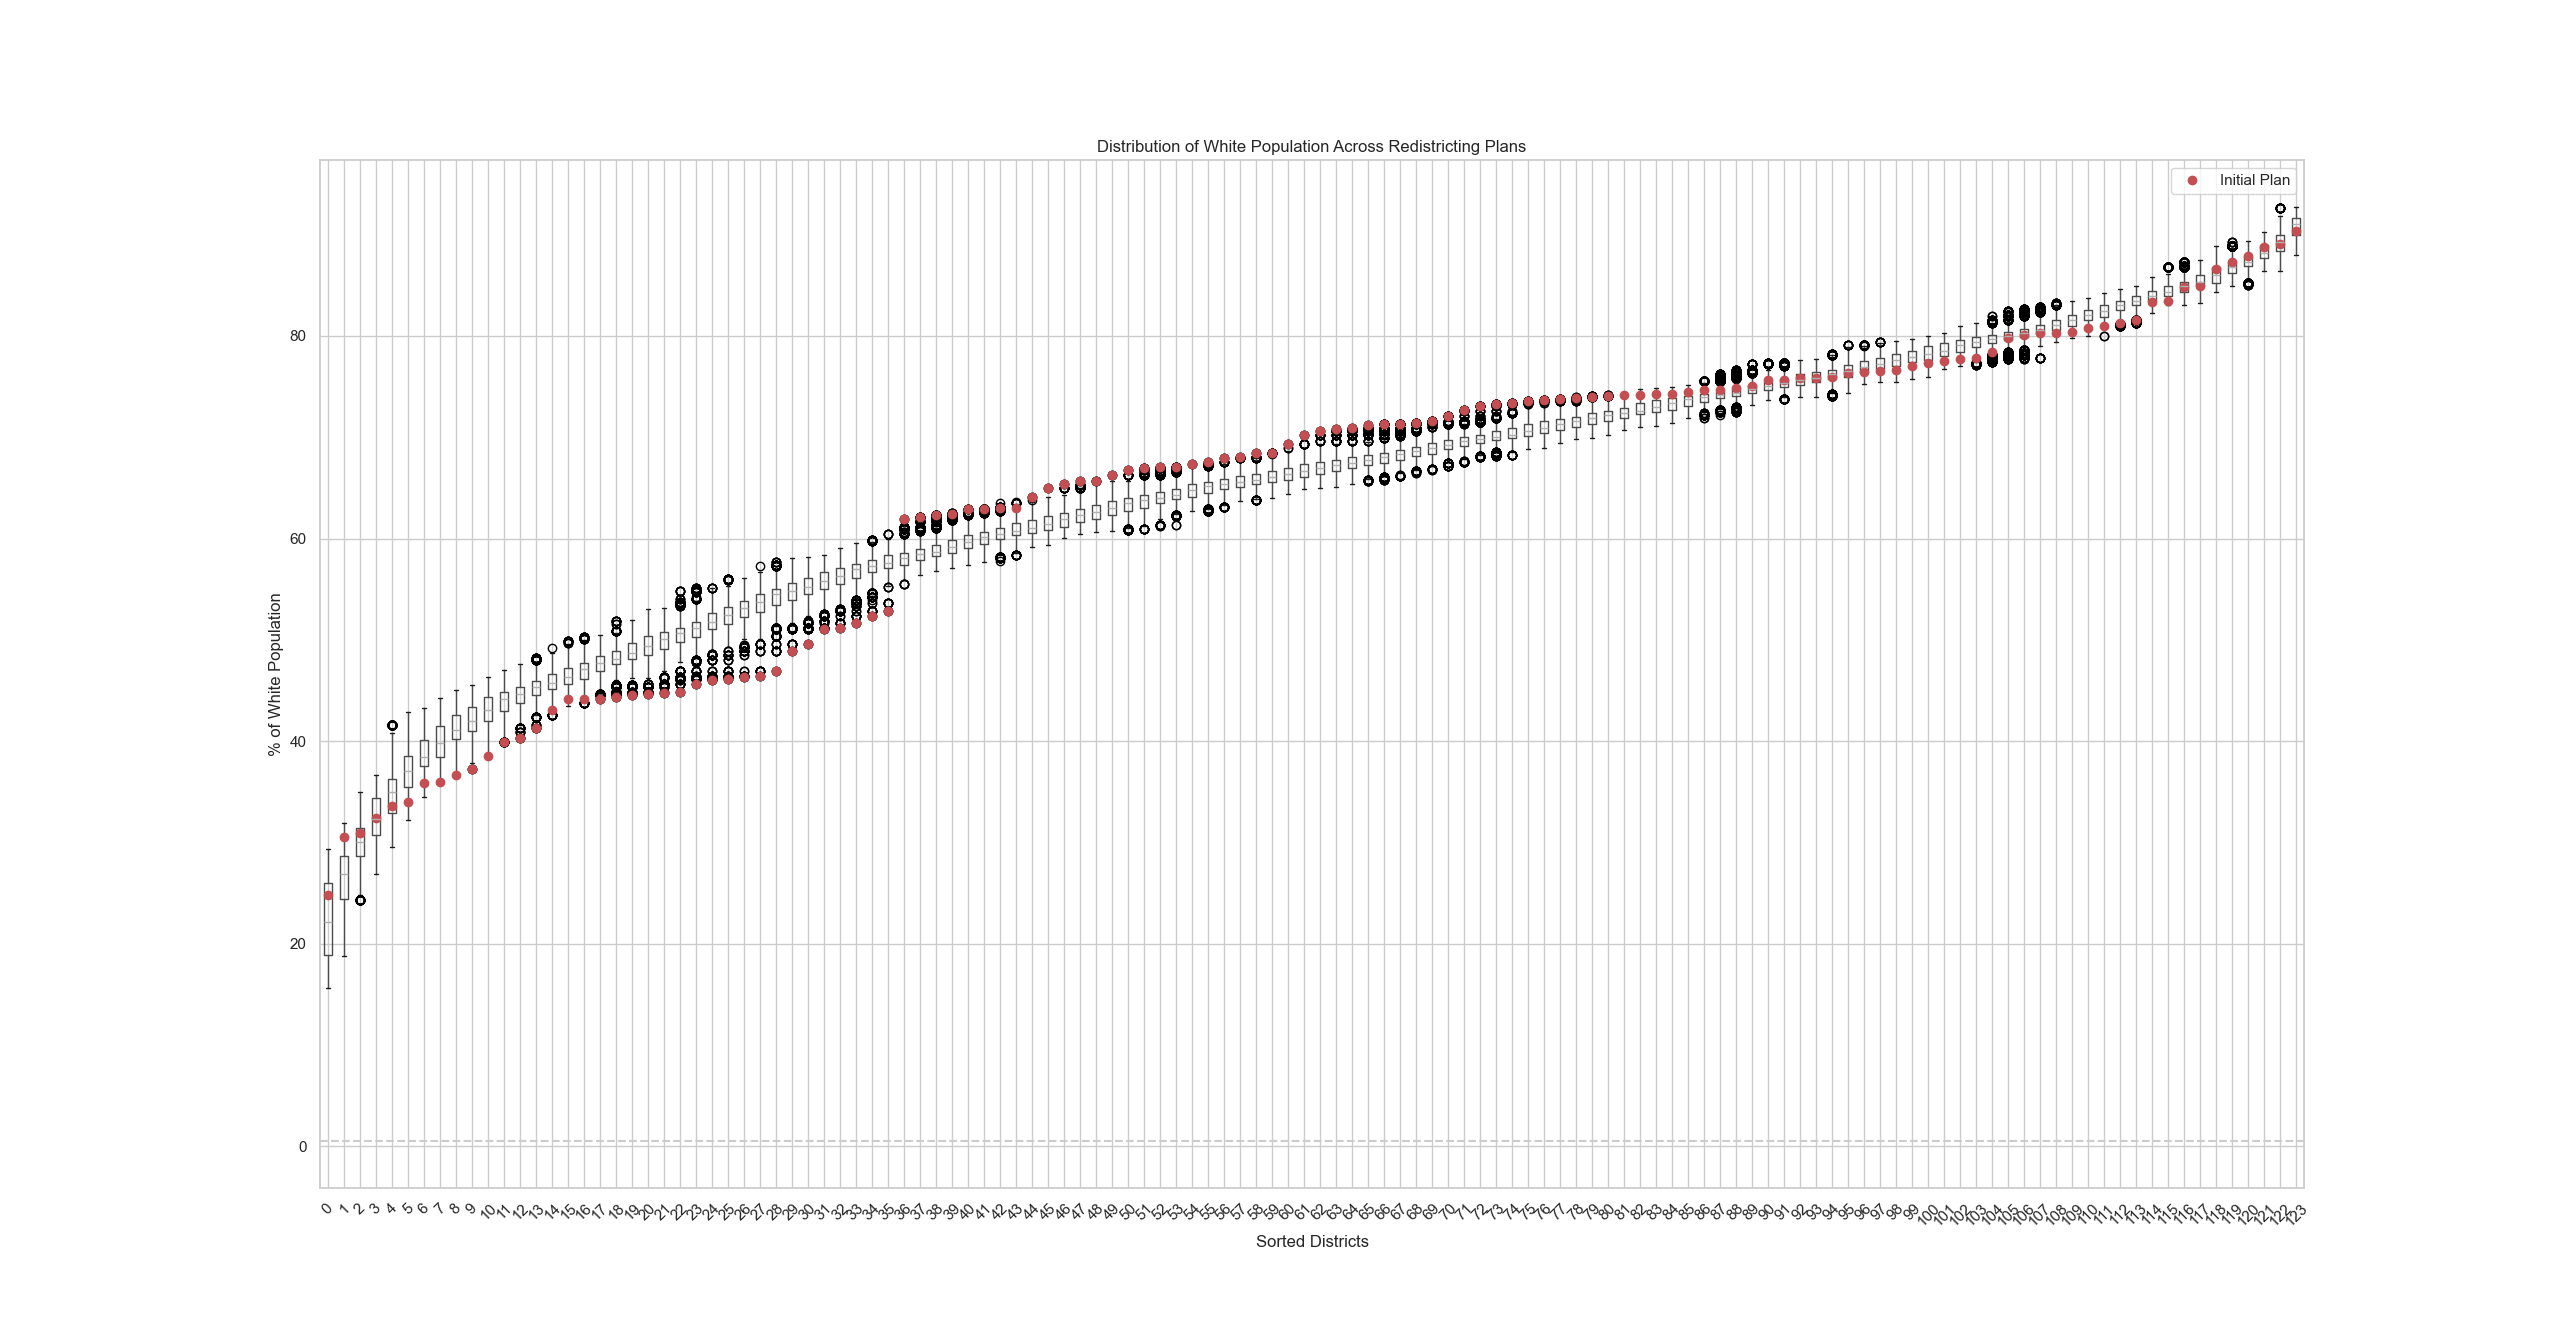 Distribution of White Population Across Redistricting Plans
Initial Plan
% of White Population
80
60
40
20
0
0 1 2 3 4 5 6 7 8 9 10 11 12 13 14 15 16 17 18 19 20 21 22 23 24 25 26 27 28 29 30 31 32 33 34 35 36 37 38 39 40 41 42 43 44 45 46 47 48 49 50 51 52 53 54 55 56 57 58 59 60 61 62 63 64 65 66 67 68 69 70 71 72 73 74 75 76 77 78 79 80 81 82 83 84 85 86 87 88 89 90 91 92 93 94 95 96 97 98 99 100 101 102 103 104 105 106 107 108 109 110 111 112 113 114 115 116 117 118 119 120 121 122 123
Sorted Districts